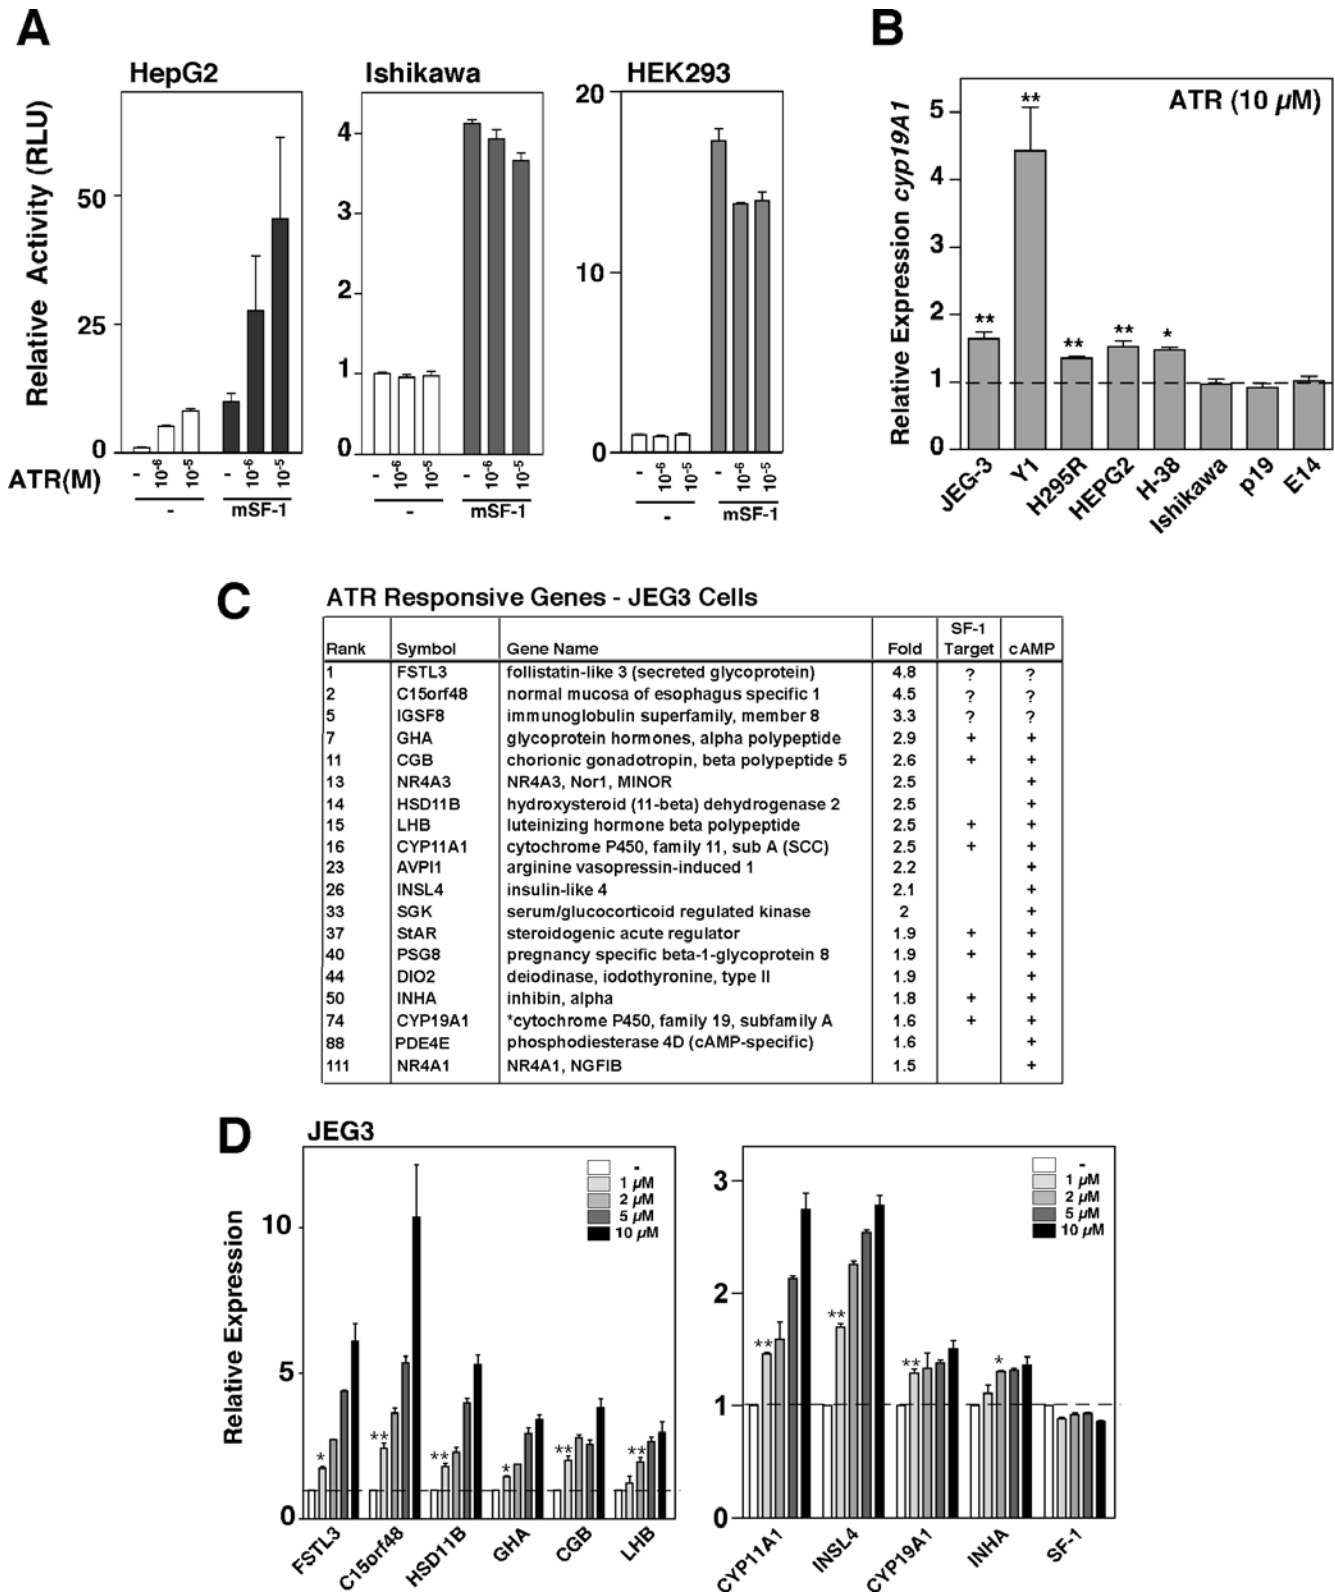 A
B
HepG2
Ishikawa
HEK293
Relative Activity (RLU)
50
25
0
4
3
2
1
0
20
10
0
ATR(M)
- 10⁻⁶ 10⁻⁵ - 10⁻⁶ 10⁻⁵
- mSF-1
- 10⁻⁶ 10⁻⁵ - 10⁻⁶ 10⁻⁵
- mSF-1
- 10⁻⁶ 10⁻⁵ - 10⁻⁶ 10⁻⁵
- mSF-1
Relative Expression cyp19A1
ATR (10 µM)
5
4
3
2
1
0
** ** ** ** *
JEG-3 Y1 H295R HEPG2 H-38 Ishikawa p19 E14
C
ATR Responsive Genes - JEG3 Cells
Rank Symbol Gene Name Fold SF-1 Target cAMP
1 FSTL3 follistatin-like 3 (secreted glycoprotein) 4.8 ? ?
2 C15orf48 normal mucosa of esophagus specific 1 4.5 ? ?
5 IGSF8 immunoglobulin superfamily, member 8 3.3 ? ?
7 GHA glycoprotein hormones, alpha polypeptide 2.9 + +
11 CGB chorionic gonadotropin, beta polypeptide 5 2.6 + +
13 NR4A3 NR4A3, Nor1, MINOR 2.5 +
14 HSD11B hydroxysteroid (11-beta) dehydrogenase 2 2.5 +
15 LHB luteinizing hormone beta polypeptide 2.5 + +
16 CYP11A1 cytochrome P450, family 11, sub A (SCC) 2.5 + +
23 AVPI1 arginine vasopressin-induced 1 2.2 +
26 INSL4 insulin-like 4 2.1 +
33 SGK serum/glucocorticoid regulated kinase 2 +
37 StAR steroidogenic acute regulator 1.9 + +
40 PSG8 pregnancy specific beta-1-glycoprotein 8 1.9 + +
44 DIO2 deiodinase, iodothyronine, type II 1.9 +
50 INHA inhibin, alpha 1.8 + +
74 CYP19A1 *cytochrome P450, family 19, subfamily A 1.6 + +
88 PDE4E phosphodiesterase 4D (cAMP-specific) 1.6 +
111 NR4A1 NR4A1, NGFIB 1.5 +
D
JEG3
Relative Expression
10
5
0
-
1 µM
2 µM
5 µM
10 µM
* ** ** * ** **
FSTL3 C15orf48 HSD11B GHA CGB LHB
3
2
1
0
-
1 µM
2 µM
5 µM
10 µM
** ** ** *
CYP11A1 INSL4 CYP19A1 INHA SF-1